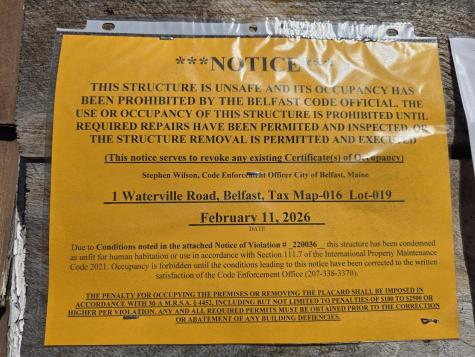 ***NOTICE***
THIS STRUCTURE IS UNSAFE AND ITS OCCUPANCY HAS
BEEN PROHIBITED BY THE BELFAST CODE OFFICIAL. THE
USE OR OCCUPANCY OF THIS STRUCTURE IS PROHIBITED UNTIL
REQUIRED REPAIRS HAVE BEEN PERMITED AND INSPECTED OR
THE STRUCTURE REMOVAL IS PERMITTED AND EXECUTED
(This notice serves to revoke any existing Certificate(s) of Occupancy)
Stephen Wilson, Code Enforcement Officer City of Belfast, Maine
1 Waterville Road, Belfast, Tax Map-016 Lot-019
February 11, 2026
DATE
Due to Conditions noted in the attached Notice of Violation # _220036_ this structure has been condemned
as unfit for human habitation or use in accordance with Section 111.7 of the International Property Maintenance
Code 2021. Occupancy is forbidden until the conditions leading to this notice have been corrected to the written
satisfaction of the Code Enforcement Office (207-338-3370).
THE PENALTY FOR OCCUPYING THE PREMISES OR REMOVING THE PLACARD SHALL BE IMPOSED IN
ACCORDANCE WITH 30-A M.R.S.A. § 4452, INCLUDING BUT NOT LIMITED TO PENALTIES OF $100 TO $2500 OR
HIGHER PER VIOLATION. ANY AND ALL REQUIRED PERMITS MUST BE OBTAINED PRIOR TO THE CORRECTION
OR ABATEMENT OF ANY BUILDING DEFIENCIES.